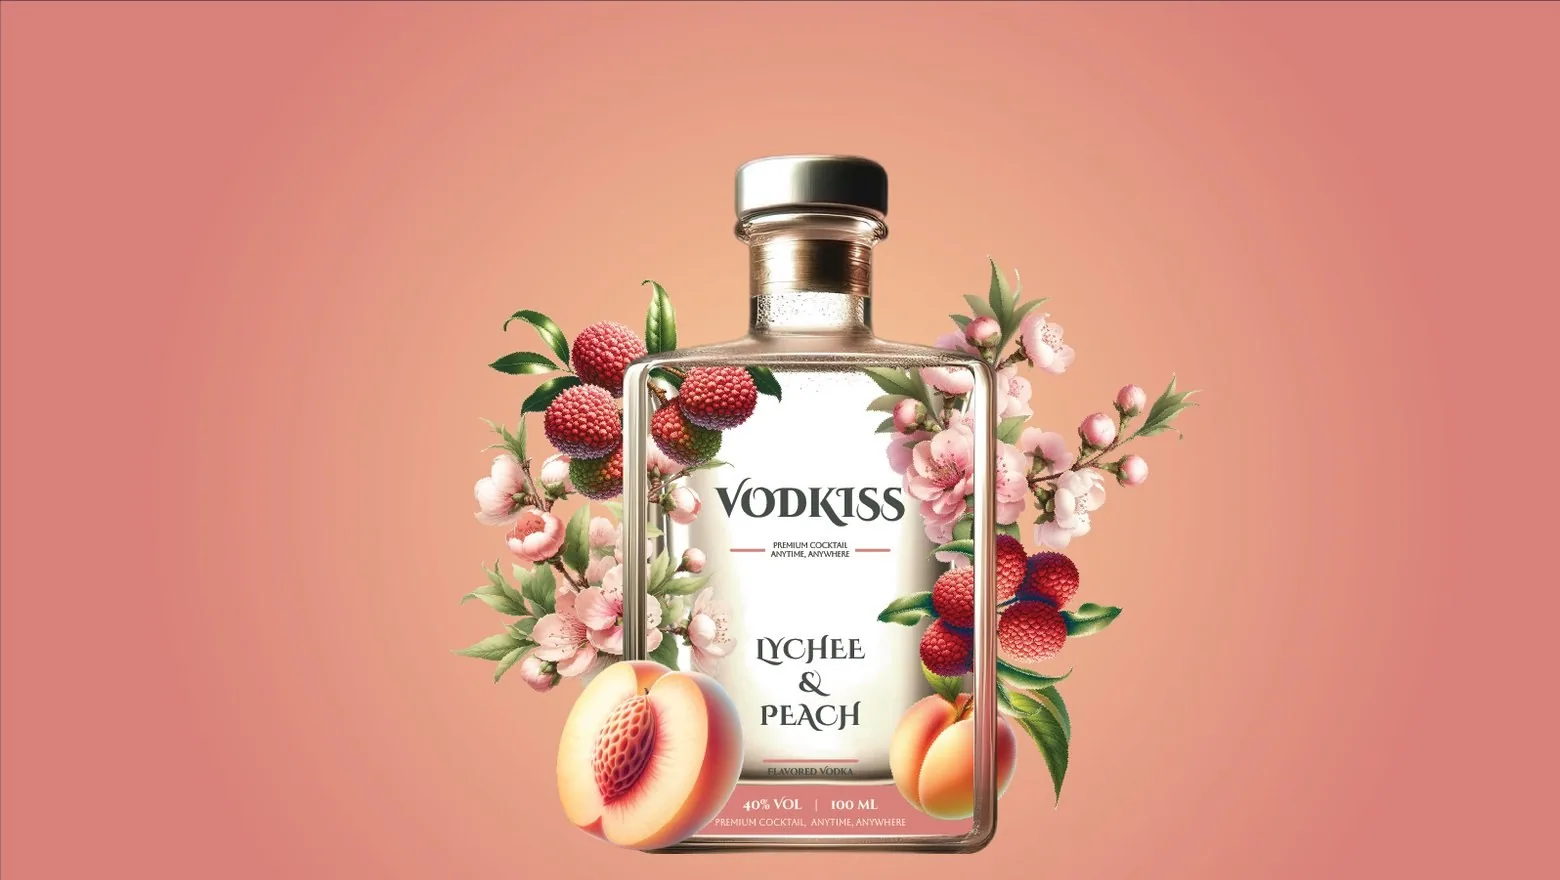 VODKISS
PREMIUM COCKTAIL
ANYTIME, ANYWHERE
LYCHEE
&
PEACH
FLAVORED VODKA
40% VOL | 100 ML
PREMIUM COCKTAIL, ANYTIME, ANYWHERE